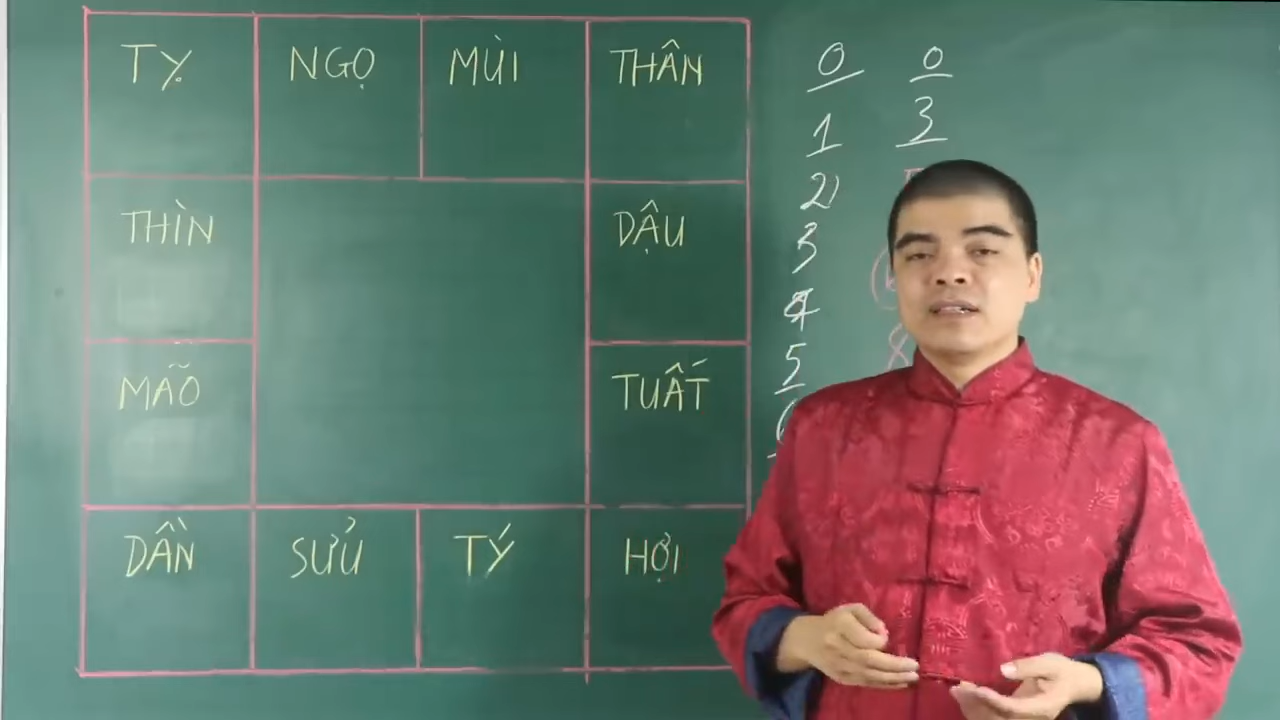 TỴ NGỌ MÙI THÂN
THÌN DẬU
MÃO TUẤT
DẦN SỬU TÝ HỢI
0 0
1 3
2
3
4
5